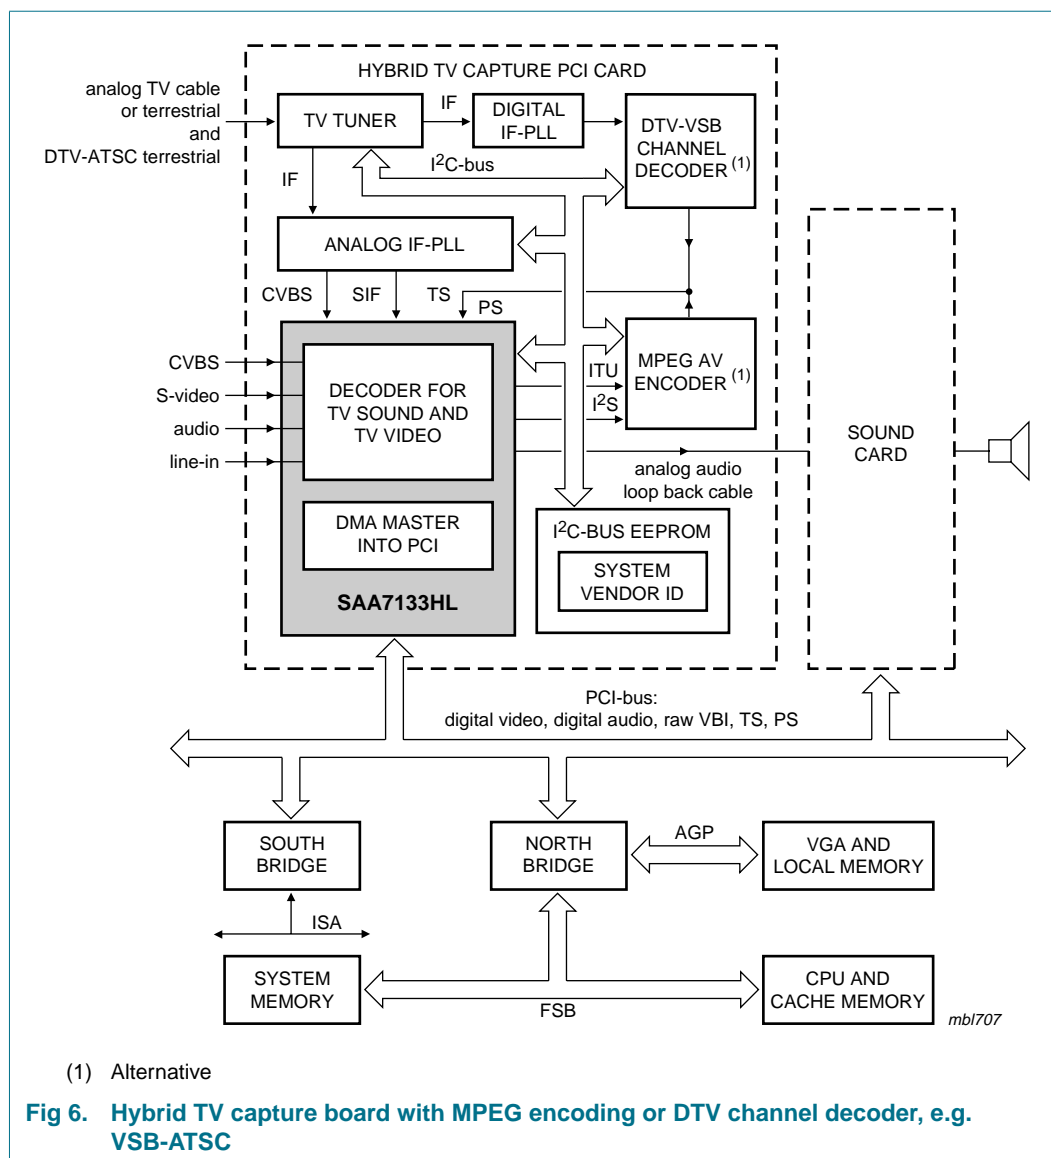 HYBRID TV CAPTURE PCI CARD
analog TV cable
or terrestrial
and
DTV-ATSC terrestrial
TV TUNER
IF
DIGITAL
IF-PLL
DTV-VSB
CHANNEL
DECODER (1)
I2C-bus
IF
ANALOG IF-PLL
CVBS
SIF
TS
PS
CVBS
S-video
audio
line-in
DECODER FOR
TV SOUND AND
TV VIDEO
ITU
I2S
MPEG AV
ENCODER (1)
SOUND
CARD
analog audio
loop back cable
DMA MASTER
INTO PCI
SAA7133HL
I2C-BUS EEPROM
SYSTEM
VENDOR ID
PCI-bus:
digital video, digital audio, raw VBI, TS, PS
SOUTH
BRIDGE
NORTH
BRIDGE
AGP
VGA AND
LOCAL MEMORY
ISA
SYSTEM
MEMORY
FSB
CPU AND
CACHE MEMORY
mbl707
(1) Alternative
Fig 6. Hybrid TV capture board with MPEG encoding or DTV channel decoder, e.g.
VSB-ATSC